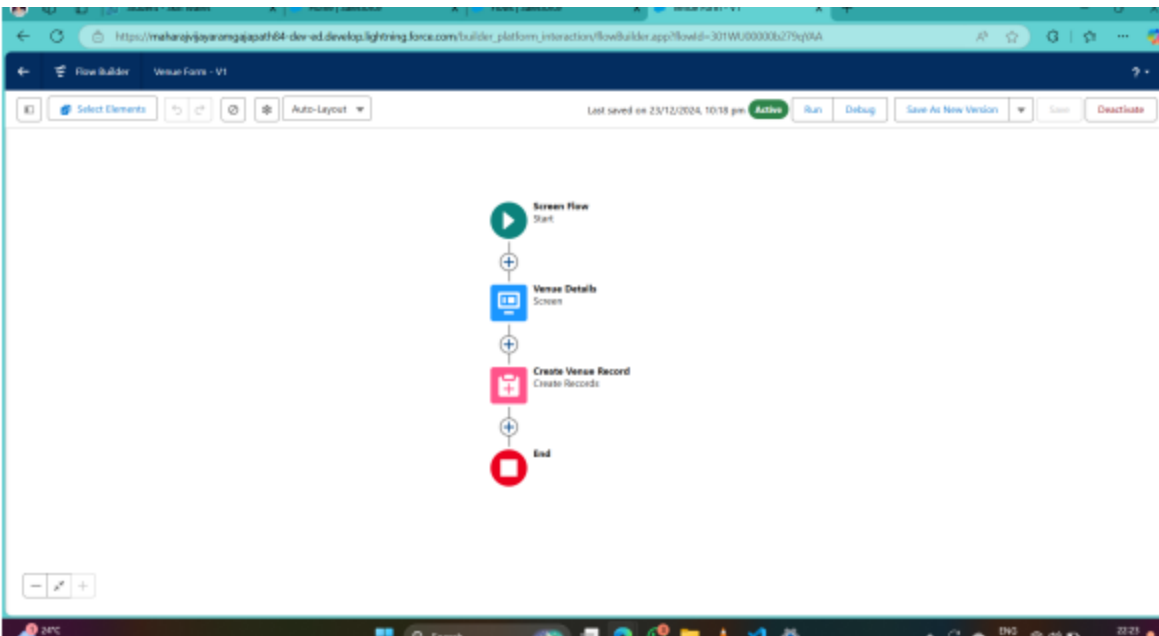 https://maharajvijayaramgajapath64-dev-ed.develop.lightning.force.com/builder_platform_interaction/flowBuilder.app?flowId=301WU00000b279qYAA
Flow Builder Venue Form - V1 ?
Select Elements Auto-Layout Last saved on 23/12/2024, 10:18 pm Active Run Debug Save As New Version Save Deactivate
Screen Flow
Start
Venue Details
Screen
Create Venue Record
Create Records
End
24°C
Search
ENG
22:23